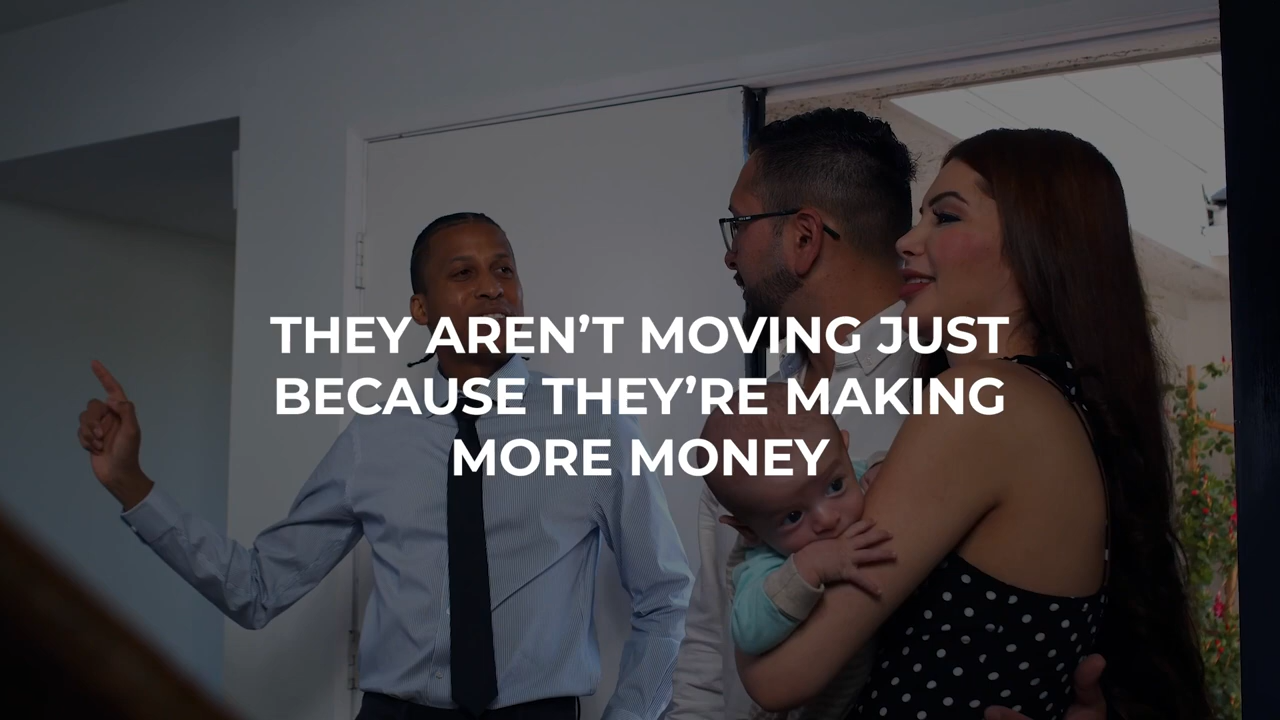 THEY AREN’T MOVING JUST
BECAUSE THEY’RE MAKING
MORE MONEY